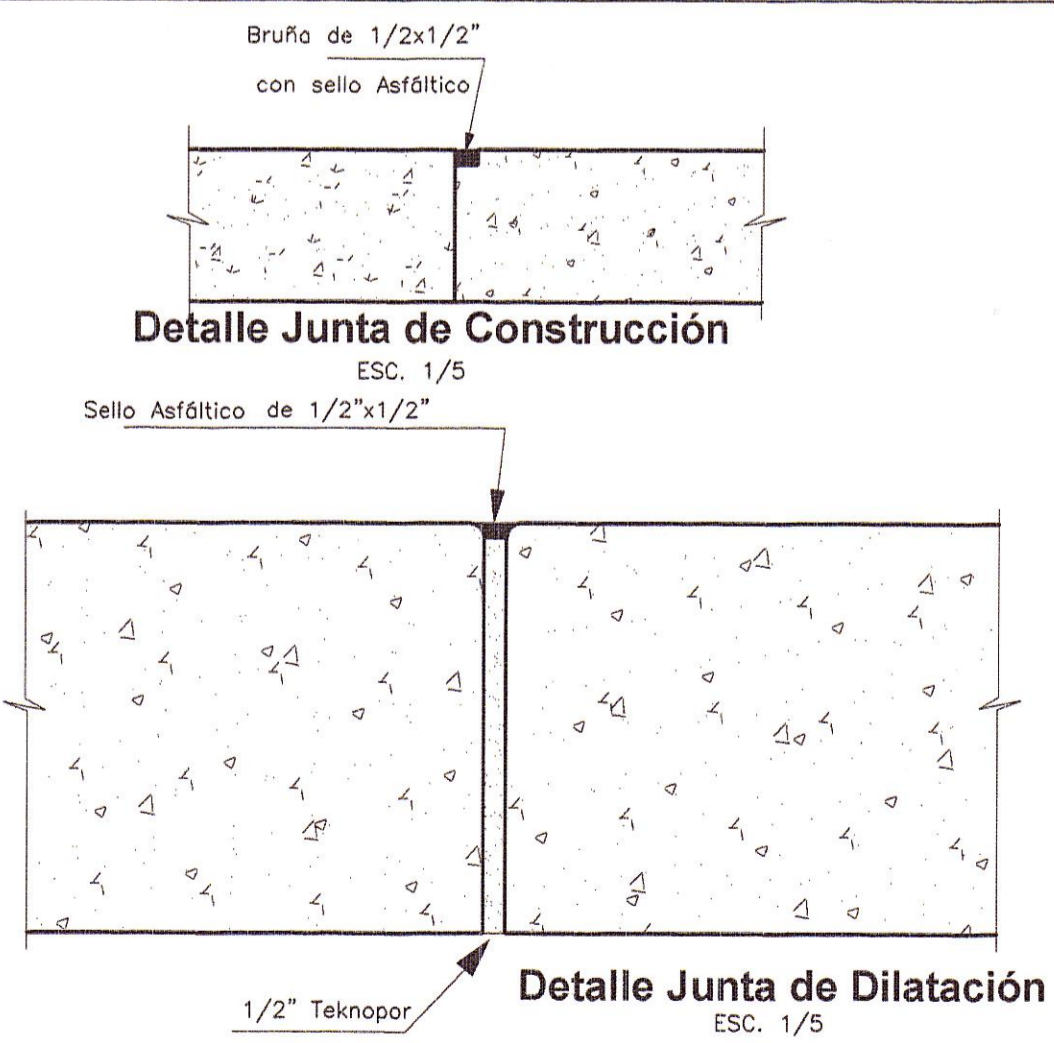 Bruña de 1/2x1/2"
con sello Asfáltico
Detalle Junta de Construcción
ESC. 1/5
Sello Asfáltico de 1/2"x1/2"
1/2" Teknopor
Detalle Junta de Dilatación
ESC. 1/5